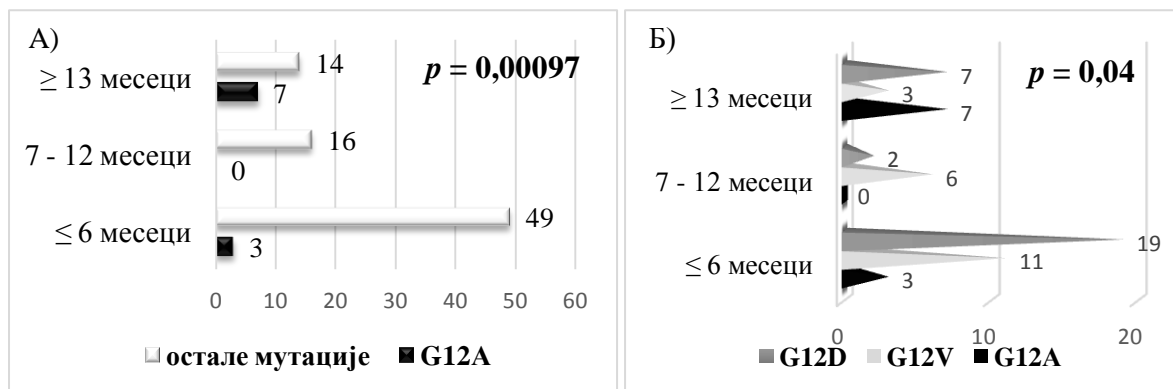 А)
p = 0,00097
≥ 13 месеци
14
7
7 - 12 месеци
16
0
≤ 6 месеци
49
3
0 10 20 30 40 50 60
остале мутације G12A
Б)
p = 0,04
≥ 13 месеци
7
3
7
7 - 12 месеци
2
6
0
≤ 6 месеци
19
11
3
0 10 20
G12D G12V G12A